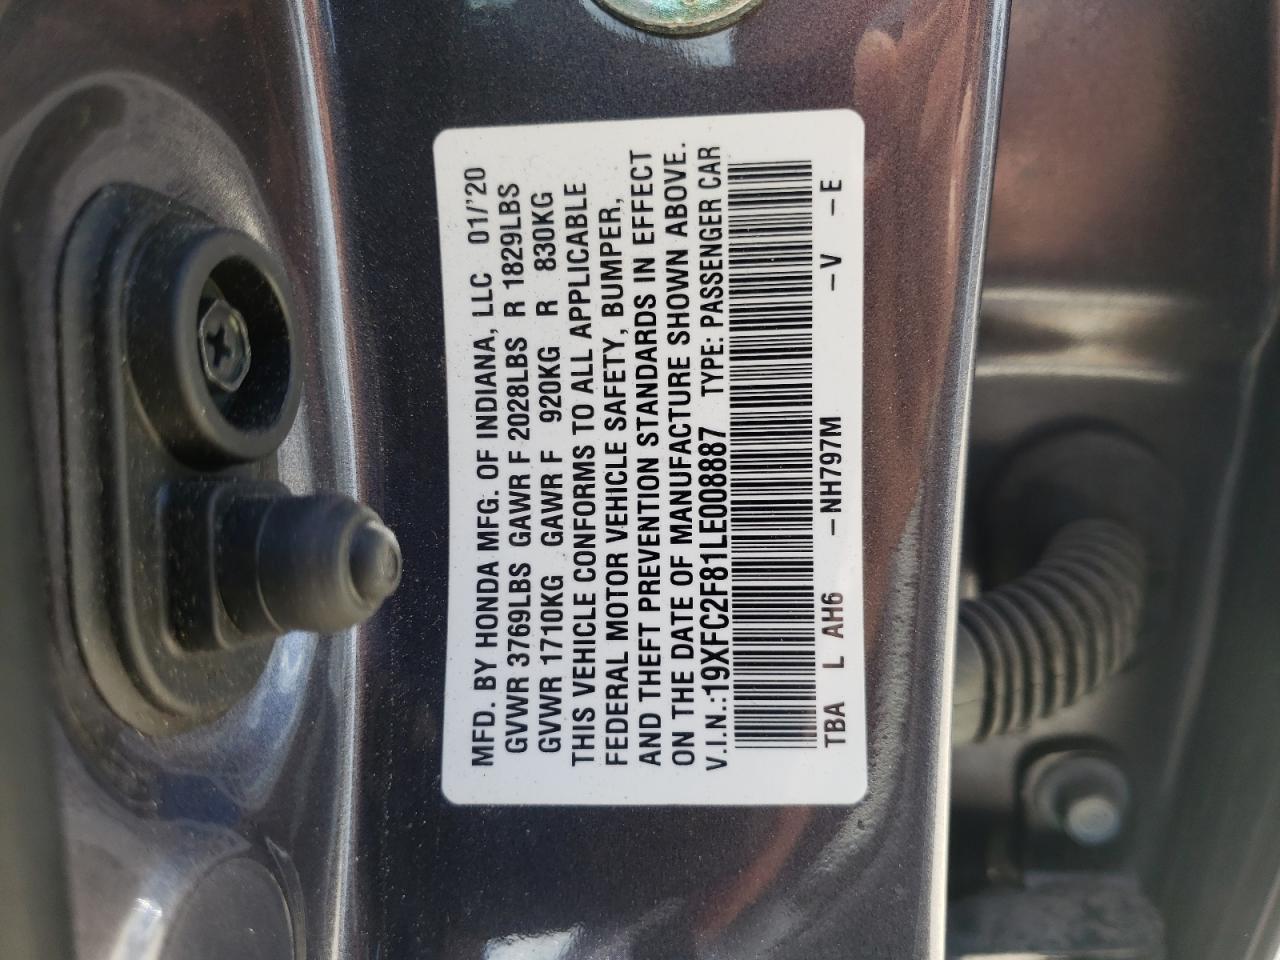 MFD. BY HONDA MFG. OF INDIANA, LLC 01/'20
GVWR 3769LBS GAWR F 2028LBS R 1829LBS
GVWR 1710KG GAWR F 920KG R 830KG
THIS VEHICLE CONFORMS TO ALL APPLICABLE
FEDERAL MOTOR VEHICLE SAFETY, BUMPER,
AND THEFT PREVENTION STANDARDS IN EFFECT
ON THE DATE OF MANUFACTURE SHOWN ABOVE.
V.I.N.:19XFC2F81LE008887 TYPE: PASSENGER CAR
TBA L AH6 -NH797M -V -E